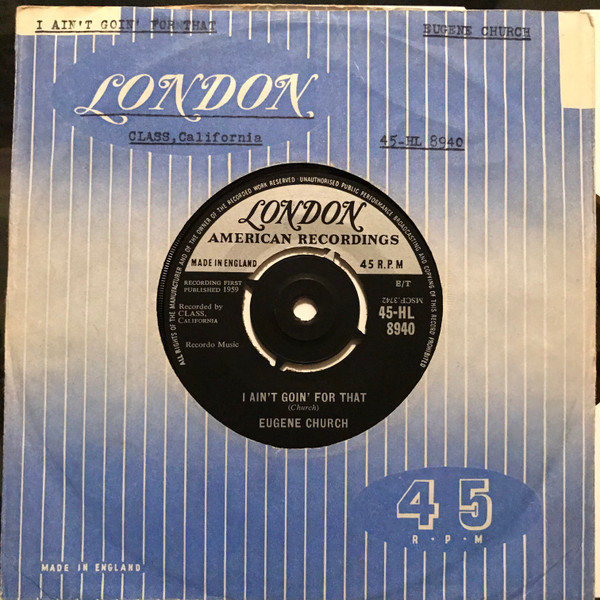 I AIN'T GOIN' FOR THAT
EUGENE CHURCH
LONDON
CLASS,California
45-HL 8940
ALL RIGHTS OF THE MANUFACTURER AND OF THE OWNER OF THE RECORDED WORK RESERVED · UNAUTHORISED PUBLIC PERFORMANCE BROADCASTING AND COPYING OF THIS RECORD PROHIBITED
LONDON
AMERICAN RECORDINGS
MADE IN ENGLAND
45 R.P.M
RECORDING FIRST
PUBLISHED 1959
E/T
Recorded by
CLASS,
CALIFORNIA
MSCF.3742
45-HL
8940
Recordo Music
I AIN'T GOIN' FOR THAT
(Church)
EUGENE CHURCH
45
R·P·M
MADE IN ENGLAND